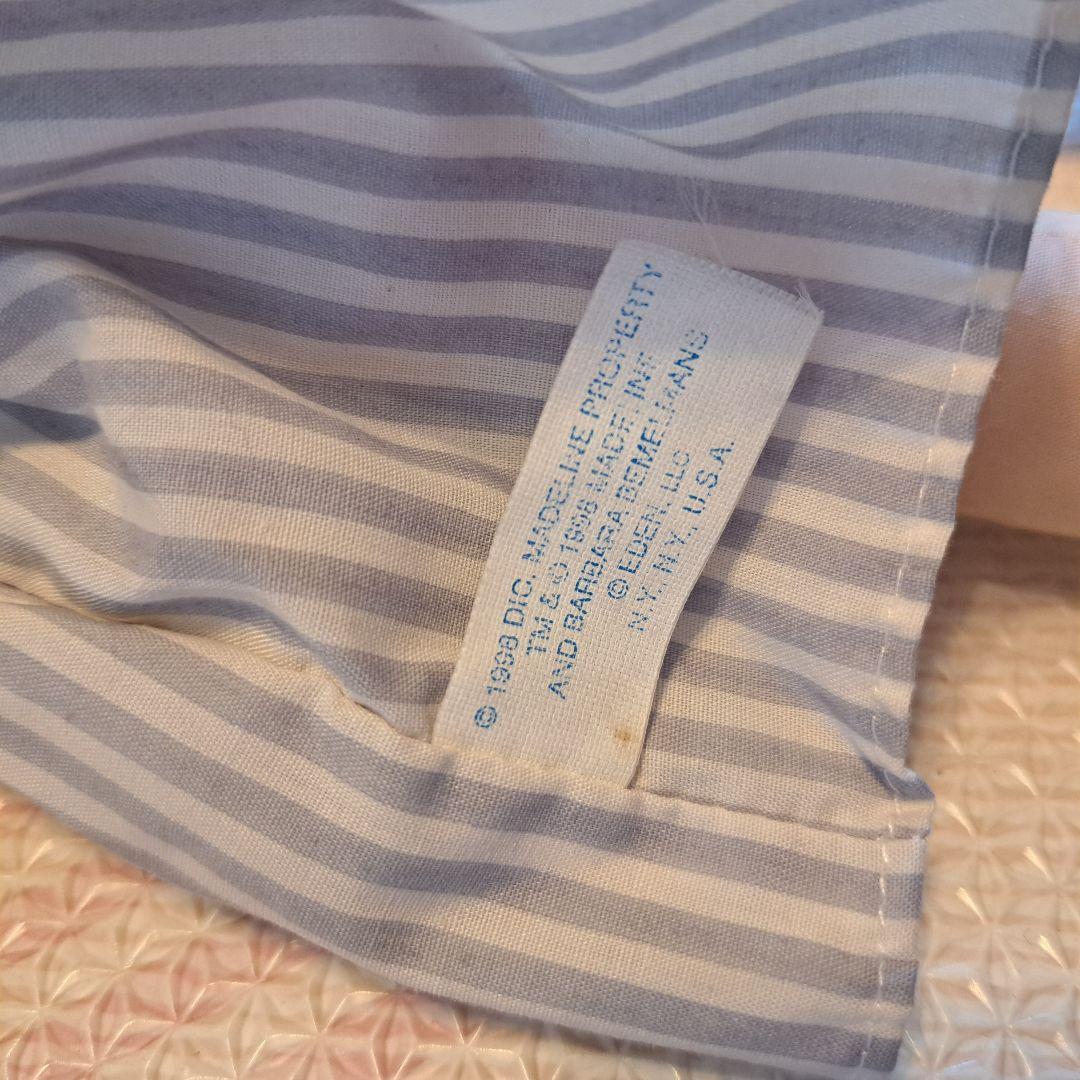 © 1998 DIC. MADELINE PROPERTY
TM & © 1998 MADELINE
AND BARBARA BEMELMANS
© EDEN, LLC
N.Y., N.Y., U.S.A.